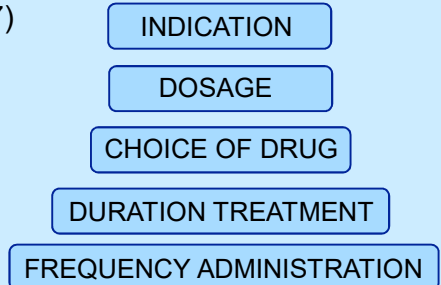 INDICATION
DOSAGE
CHOICE OF DRUG
DURATION TREATMENT
FREQUENCY ADMINISTRATION